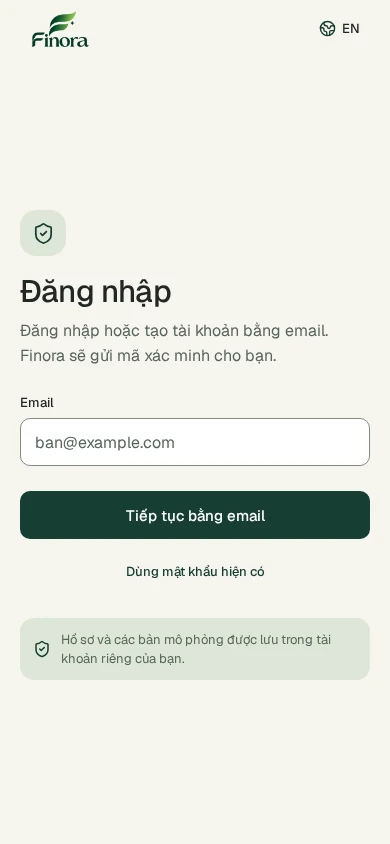 Finora
EN
Đăng nhập
Đăng nhập hoặc tạo tài khoản bằng email.
Finora sẽ gửi mã xác minh cho bạn.
Email
ban@example.com
Tiếp tục bằng email
Dùng mật khẩu hiện có
Hồ sơ và các bản mô phỏng được lưu trong tài
khoản riêng của bạn.